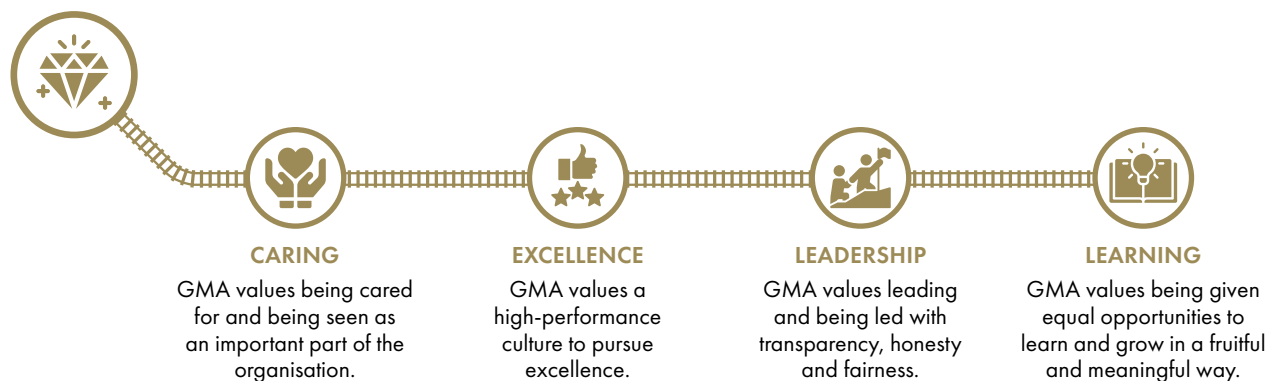 CARING
GMA values being cared
for and being seen as
an important part of the
organisation.
EXCELLENCE
GMA values a
high-performance
culture to pursue
excellence.
LEADERSHIP
GMA values leading
and being led with
transparency, honesty
and fairness.
LEARNING
GMA values being given
equal opportunities to
learn and grow in a fruitful
and meaningful way.